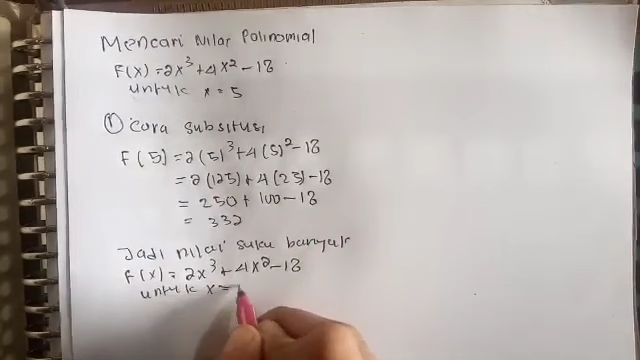 Mencari Nilai Polinomial
F(x) = 2x³ + 4x² - 18
untuk x = 5
① Cara substitusi
F(5) = 2(5)³ + 4(5)² - 18
= 2(125) + 4(25) - 18
= 250 + 100 - 18
= 332
Jadi nilai suku banyak
F(x) = 2x³ + 4x² - 18
untuk x =